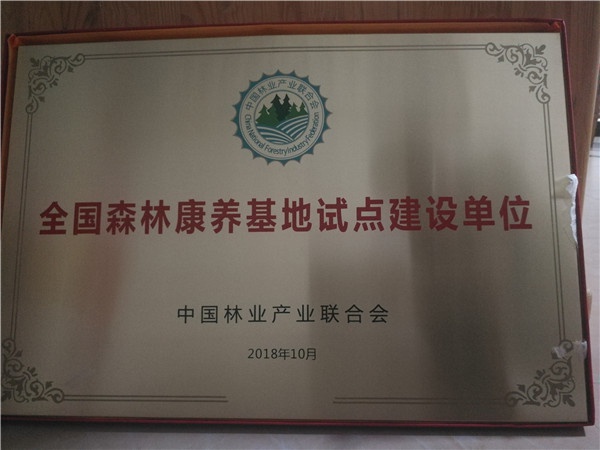 中国林业产业联合会
China National Forestry Industry Federation
全国森林康养基地试点建设单位
中国林业产业联合会
2018年10月